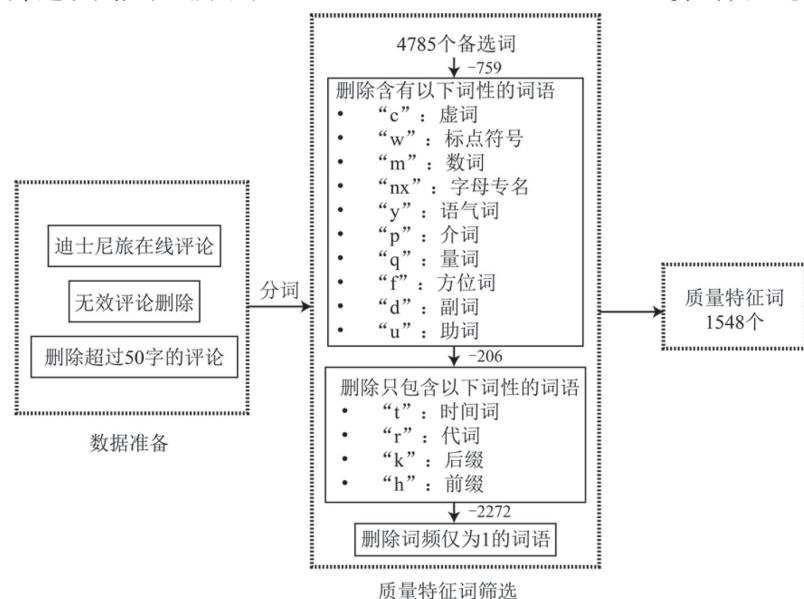 迪士尼旅在线评论
无效评论删除
删除超过50字的评论
数据准备
分词
4785个备选词
-759
删除含有以下词性的词语
• “c”：虚词
• “w”：标点符号
• “m”：数词
• “nx”：字母专名
• “y”：语气词
• “p”：介词
• “q”：量词
• “f”：方位词
• “d”：副词
• “u”：助词
-206
删除只包含以下词性的词语
• “t”：时间词
• “r”：代词
• “k”：后缀
• “h”：前缀
-2272
删除词频仅为1的词语
质量特征词筛选
质量特征词
1548个